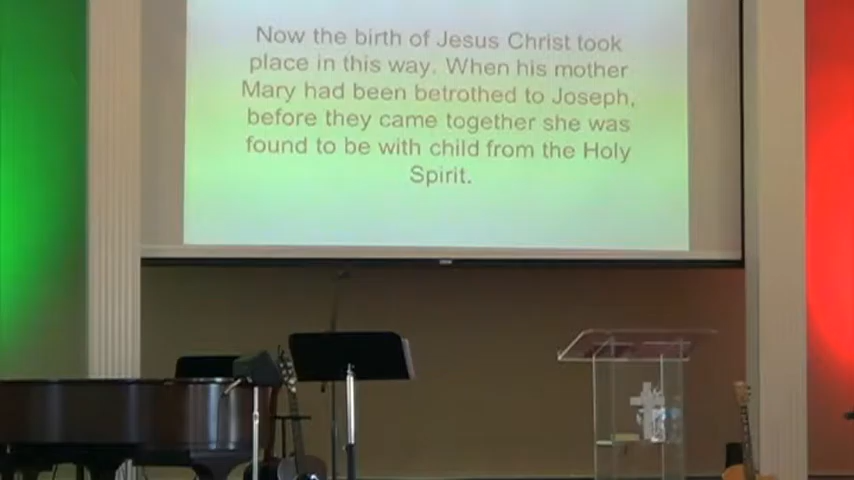 Now the birth of Jesus Christ took
place in this way. When his mother
Mary had been betrothed to Joseph,
before they came together she was
found to be with child from the Holy
Spirit.